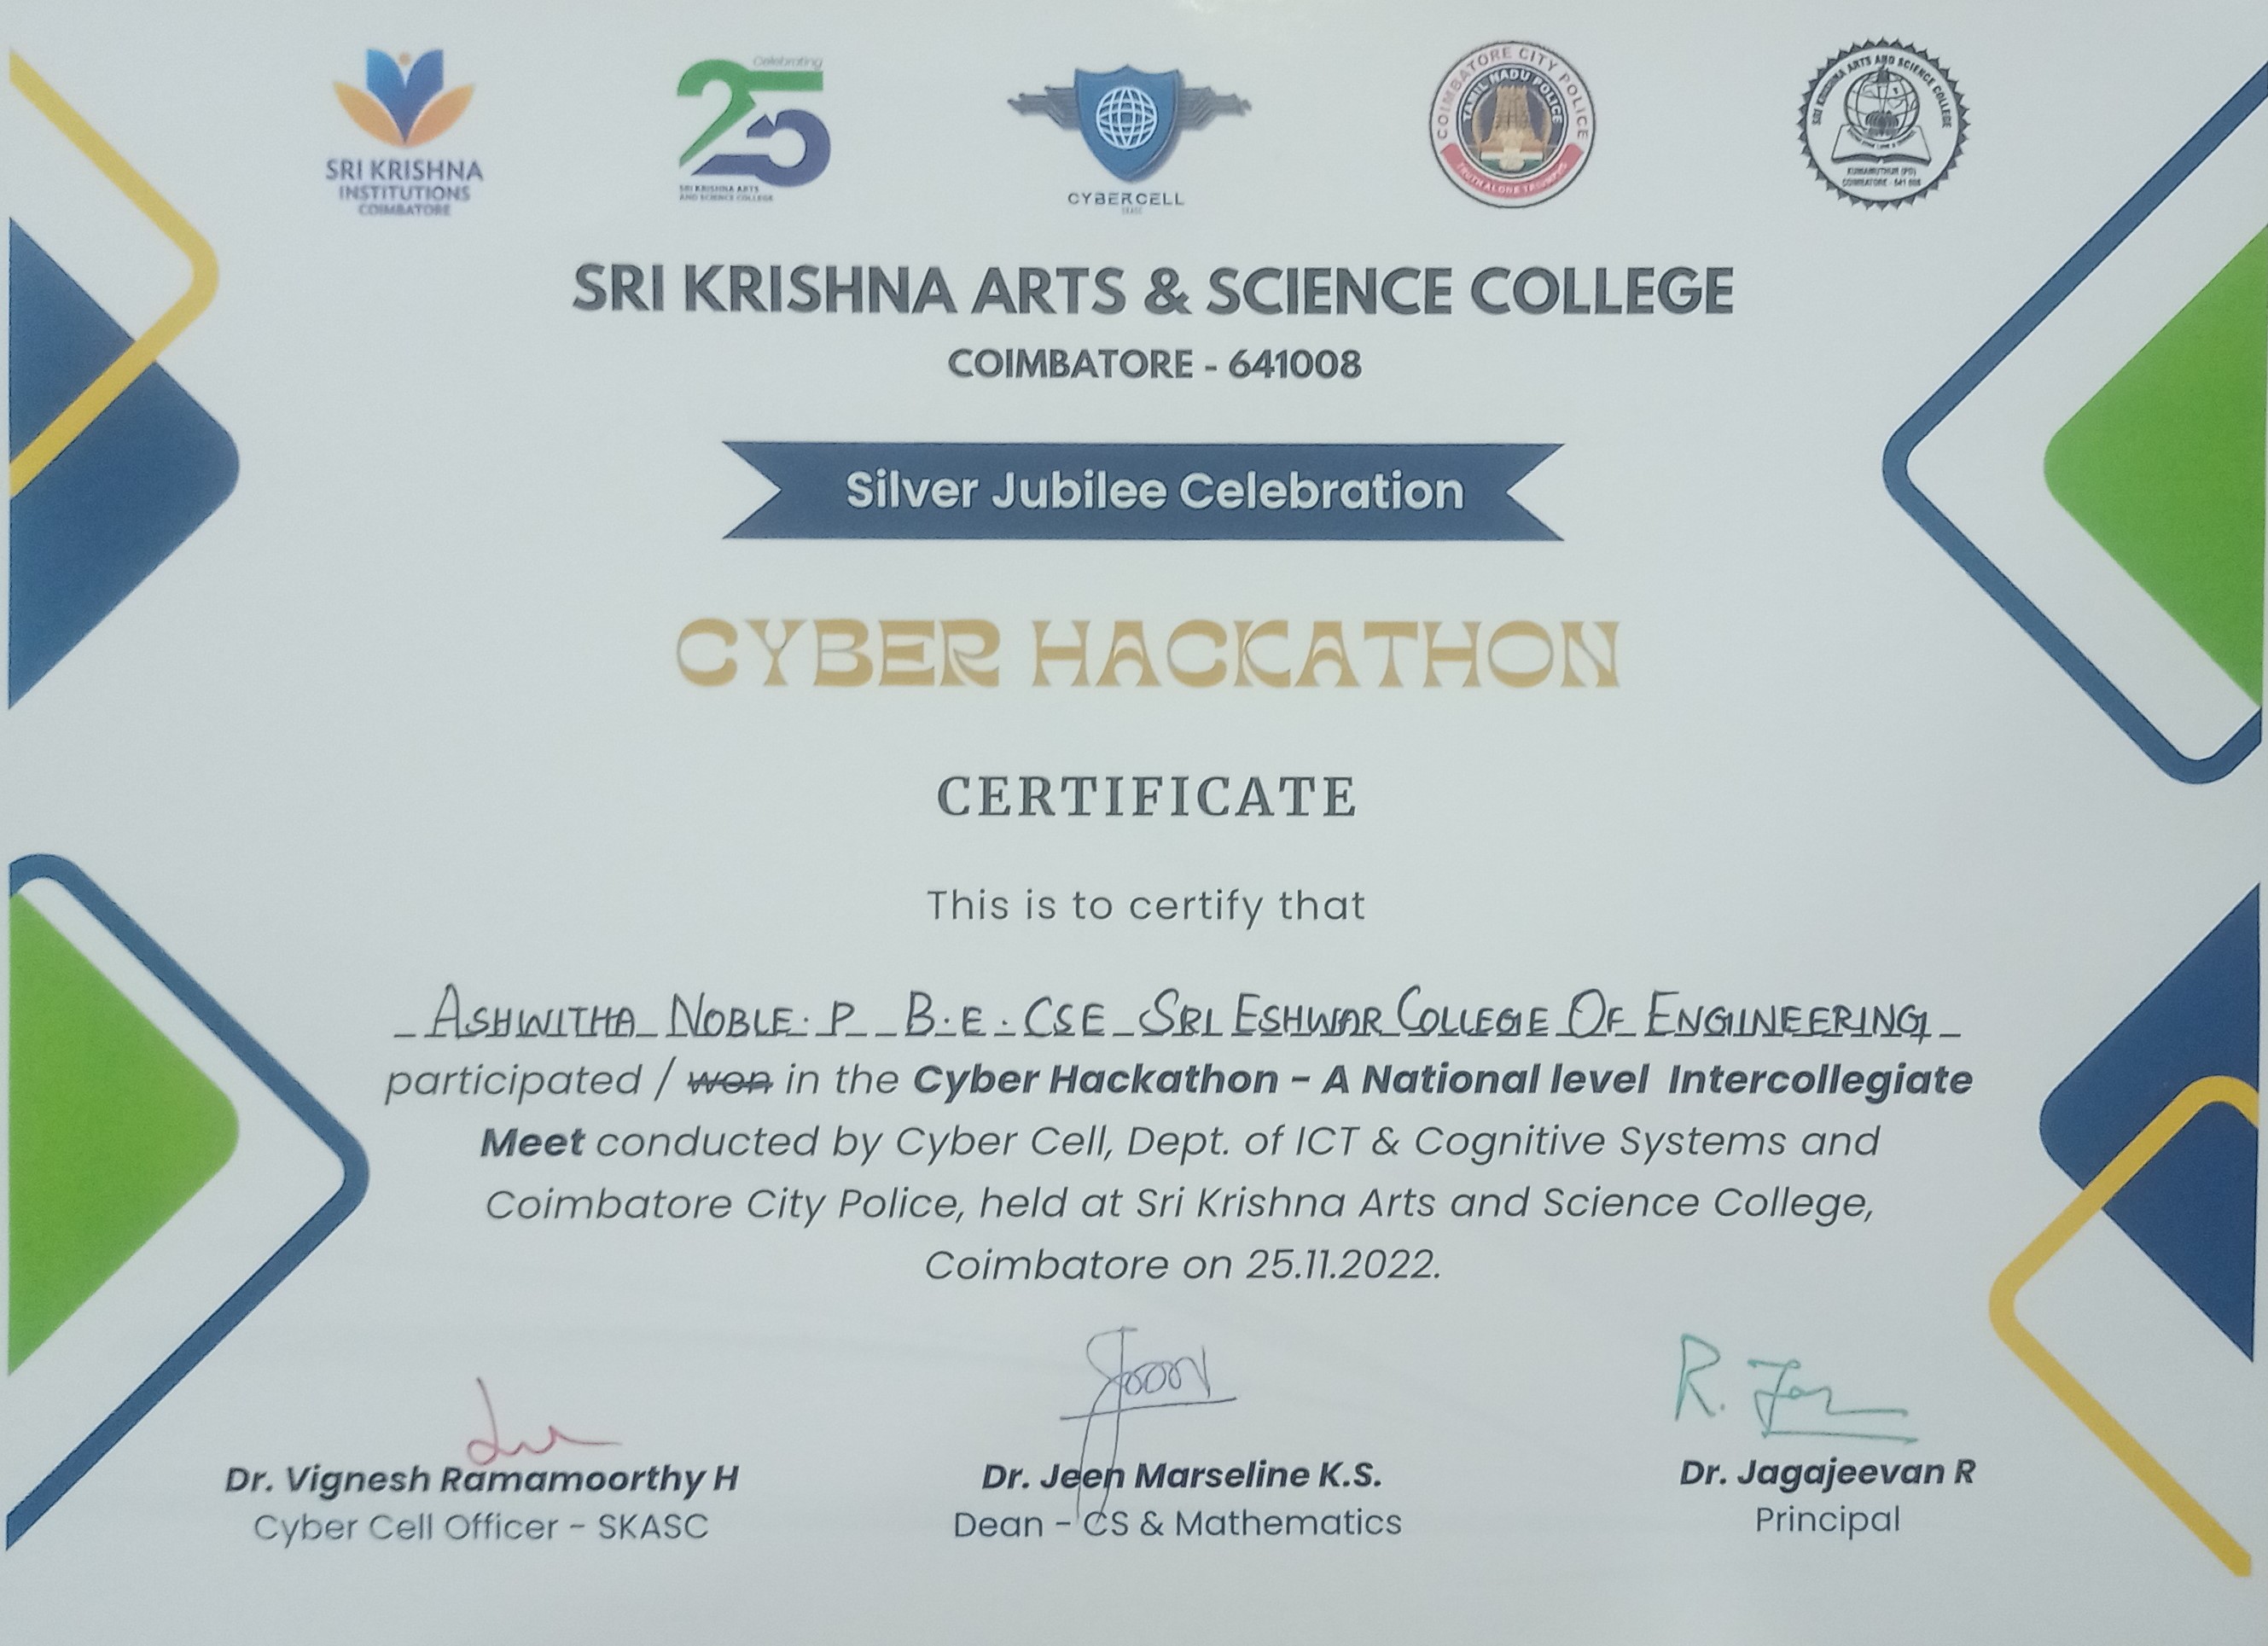 SRI KRISHNA
INSTITUTIONS
COIMBATORE
Celebrating
25
SRI KRISHNA ARTS
AND SCIENCE COLLEGE
CYBERCELL
SKASC
COIMBATORE CITY POLICE
TAMIL NADU POLICE
TRUTH ALONE TRIUMPHS
SRI KRISHNA ARTS AND SCIENCE COLLEGE
KUNIAMUTHUR (PO)
COIMBATORE - 641 008
SRI KRISHNA ARTS & SCIENCE COLLEGE
COIMBATORE - 641008
Silver Jubilee Celebration
CYBER HACKATHON
CERTIFICATE
This is to certify that
ASHWITHA NOBLE. P B.E. CSE SRI ESHWAR COLLEGE OF ENGINEERING
participated / won in the Cyber Hackathon – A National level Intercollegiate
Meet conducted by Cyber Cell, Dept. of ICT & Cognitive Systems and
Coimbatore City Police, held at Sri Krishna Arts and Science College,
Coimbatore on 25.11.2022.
R. Jag
Dr. Vignesh Ramamoorthy H
Cyber Cell Officer – SKASC
Dr. Jeen Marseline K.S.
Dean – CS & Mathematics
Dr. Jagajeevan R
Principal